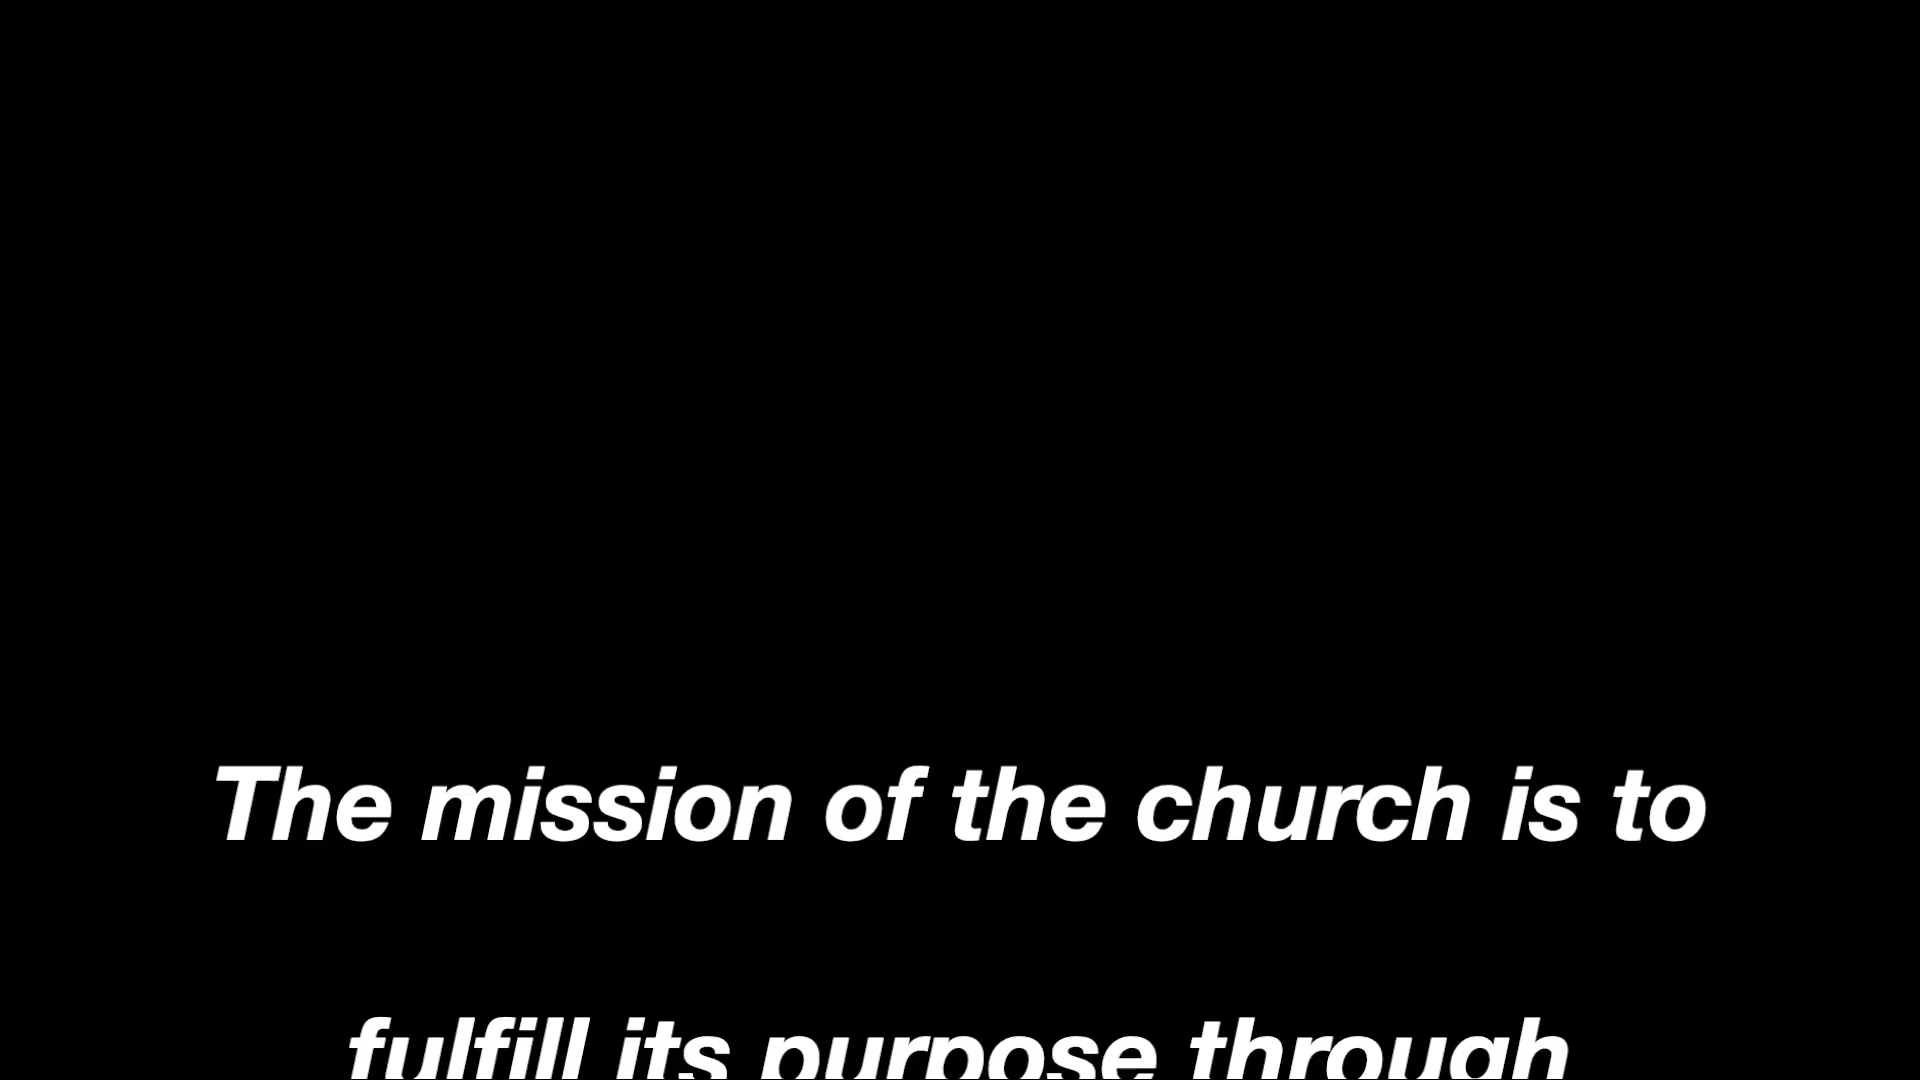 The mission of the church is to
fulfill its purpose through